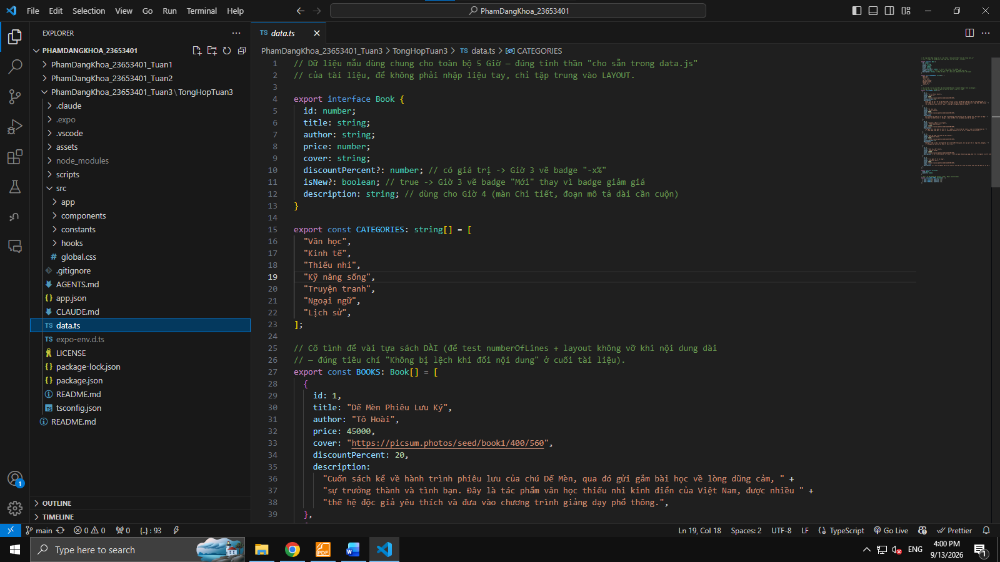 File Edit Selection View Go Run Terminal Help
PhamDangKhoa_23653401
EXPLORER
PHAMDANGKHOA_23653401
PhamDangKhoa_23653401_Tuan1
PhamDangKhoa_23653401_Tuan2
PhamDangKhoa_23653401_Tuan3\TongHopTuan3
.claude
.expo
.vscode
assets
node_modules
scripts
src
app
components
constants
hooks
# global.css
.gitignore
AGENTS.md
{} app.json
CLAUDE.md
TS data.ts
TS expo-env.d.ts
LICENSE
{} package-lock.json
{} package.json
README.md
TS tsconfig.json
README.md
OUTLINE
TIMELINE
TS data.ts
PhamDangKhoa_23653401_Tuan3 > TongHopTuan3 > TS data.ts > CATEGORIES
1 // Dữ liệu mẫu dùng chung cho toàn bộ 5 Giờ — đúng tinh thần "cho sẵn trong data.js"
2 // của tài liệu, để không phải nhập liệu tay, chỉ tập trung vào LAYOUT.
3
4 export interface Book {
5 id: number;
6 title: string;
7 author: string;
8 price: number;
9 cover: string;
10 discountPercent?: number; // có giá trị -> Giờ 3 vẽ badge "-x%"
11 isNew?: boolean; // true -> Giờ 3 vẽ badge "Mới" thay vì badge giảm giá
12 description: string; // dùng cho Giờ 4 (màn Chi tiết, đoạn mô tả dài cần cuộn)
13 }
14
15 export const CATEGORIES: string[] = [
16 "Văn học",
17 "Kinh tế",
18 "Thiếu nhi",
19 "Kỹ năng sống",
20 "Truyện tranh",
21 "Ngoại ngữ",
22 "Lịch sử",
23 ];
24
25 // Cố tình để vài tựa sách DÀI (để test numberOfLines + layout không vỡ khi nội dung dài
26 // — đúng tiêu chí "Không bị lệch khi đổi nội dung" ở cuối tài liệu).
27 export const BOOKS: Book[] = [
28 {
29 id: 1,
30 title: "Dế Mèn Phiêu Lưu Ký",
31 author: "Tô Hoài",
32 price: 45000,
33 cover: "https://picsum.photos/seed/book1/400/560",
34 discountPercent: 20,
35 description:
36 "Cuốn sách kể về hành trình phiêu lưu của chú Dế Mèn, qua đó gửi gắm bài học về lòng dũng cảm, " +
37 "sự trưởng thành và tình bạn. Đây là tác phẩm văn học thiếu nhi kinh điển của Việt Nam, được nhiều " +
38 "thế hệ độc giả yêu thích và đưa vào chương trình giảng dạy phổ thông.",
39 },
1
main 0 0 0 {..} : 93
Ln 19, Col 18 Spaces: 2 UTF-8 LF {} TypeScript Go Live Prettier
Type here to search
PDF
ENG
4:00 PM
9/13/2026
1